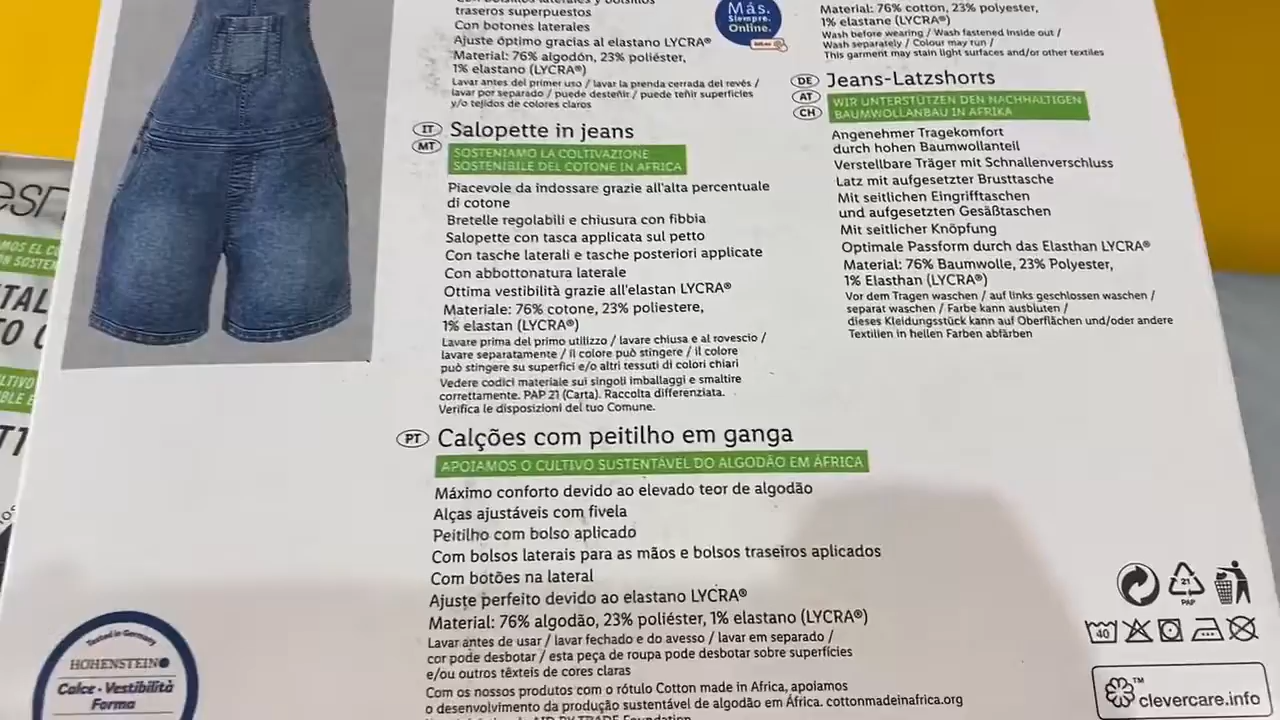 traseros superpuestos
Con botones laterales
Ajuste óptimo gracias al elastano LYCRA®
Material: 76% algodón, 23% poliéster,
1% elastano (LYCRA®)
Lavar antes del primer uso / lavar la prenda cerrada del revés /
lavar por separado / puede desteñir / puede teñir superficies
y/o tejidos de colores claros
Más.
Siempre.
Online.
IT
MT
Salopette in jeans
SOSTENIAMO LA COLTIVAZIONE
SOSTENIBILE DEL COTONE IN AFRICA
Piacevole da indossare grazie all'alta percentuale
di cotone
Bretelle regolabili e chiusura con fibbia
Salopette con tasca applicata sul petto
Con tasche laterali e tasche posteriori applicate
Con abbottonatura laterale
Ottima vestibilità grazie all'elastan LYCRA®
Materiale: 76% cotone, 23% poliestere,
1% elastan (LYCRA®)
Lavare prima del primo utilizzo / lavare chiusa e al rovescio /
lavare separatamente / il colore può stingere / il colore
può stingere su superfici e/o altri tessuti di colori chiari
Vedere codici materiale sui singoli imballaggi e smaltire
correttamente. PAP 21 (Carta). Raccolta differenziata.
Verifica le disposizioni del tuo Comune.
PT
Calções com peitilho em ganga
APOIAMOS O CULTIVO SUSTENTÁVEL DO ALGODÃO EM ÁFRICA
Máximo conforto devido ao elevado teor de algodão
Alças ajustáveis com fivela
Peitilho com bolso aplicado
Com bolsos laterais para as mãos e bolsos traseiros aplicados
Com botões na lateral
Ajuste perfeito devido ao elastano LYCRA®
Material: 76% algodão, 23% poliéster, 1% elastano (LYCRA®)
Lavar antes de usar / lavar fechado e do avesso / lavar em separado /
cor pode desbotar / esta peça de roupa pode desbotar sobre superfícies
e/ou outros têxteis de cores claras
Com os nossos produtos com o rótulo Cotton made in Africa, apoiamos
o desenvolvimento da produção sustentável de algodão em África. cottonmadeinafrica.org
Material: 76% cotton, 23% polyester,
1% elastane (LYCRA®)
Wash before wearing / Wash fastened inside out /
Wash separately / Colour may run /
This garment may stain light surfaces and/or other textiles
DE
AT
CH
Jeans-Latzshorts
WIR UNTERSTÜTZEN DEN NACHHALTIGEN
BAUMWOLLANBAU IN AFRIKA
Angenehmer Tragekomfort
durch hohen Baumwollanteil
Verstellbare Träger mit Schnallenverschluss
Latz mit aufgesetzter Brusttasche
Mit seitlichen Eingrifftaschen
und aufgesetzten Gesäßtaschen
Mit seitlicher Knöpfung
Optimale Passform durch das Elasthan LYCRA®
Material: 76% Baumwolle, 23% Polyester,
1% Elasthan (LYCRA®)
Vor dem Tragen waschen / auf links geschlossen waschen /
separat waschen / Farbe kann ausbluten /
dieses Kleidungsstück kann auf Oberflächen und/oder andere
Textilien in hellen Farben abfärben
Tested in Germany
HOHENSTEIN
Calce - Vestibilità
Forma
21
PAP
40
clevercare.info